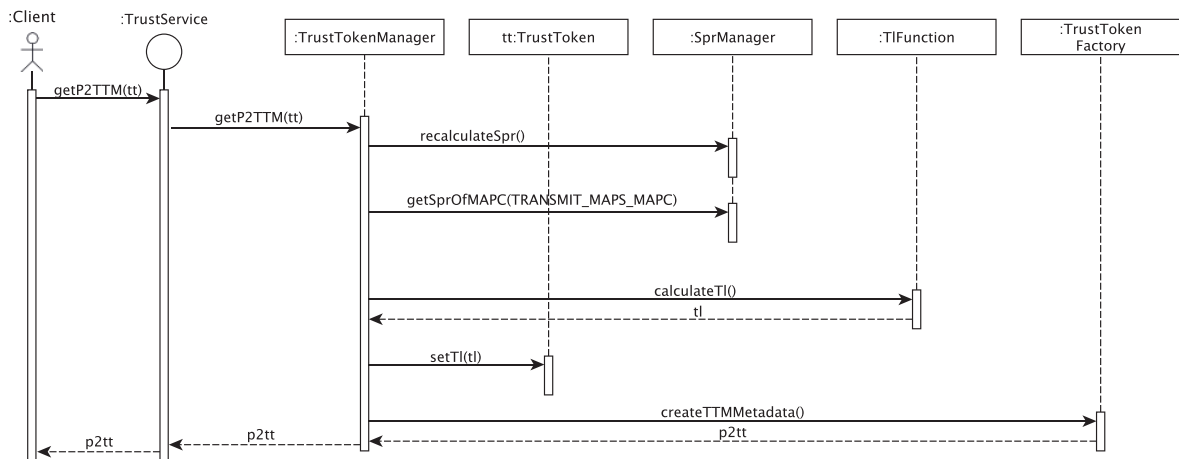 :Client
:TrustService
:TrustTokenManager
tt:TrustToken
:SprManager
:TlFunction
:TrustToken
Factory
getP2TTM(tt)
getP2TTM(tt)
recalculateSpr()
getSprOfMAPC(TRANSMIT_MAPS_MAPC)
calculateTl()
tl
setTl(tl)
createTTMMetadata()
p2tt
p2tt
p2tt